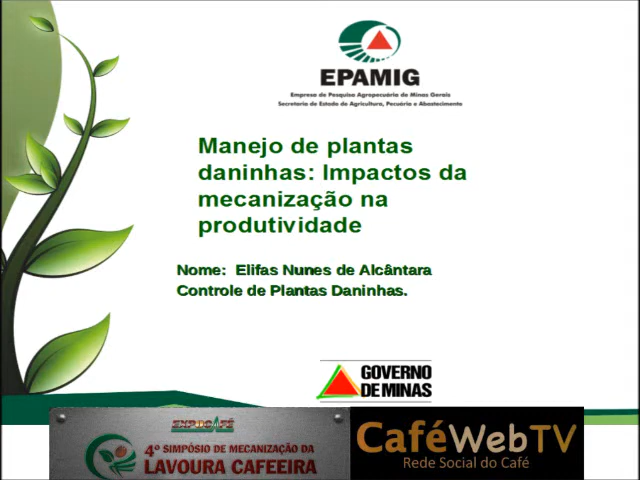 EPAMIG
Empresa de Pesquisa Agropecuária de Minas Gerais
Secretaria de Estado de Agricultura, Pecuária e Abastecimento
Manejo de plantas
daninhas: Impactos da
mecanização na
produtividade
Nome:  Elifas Nunes de Alcântara
Controle de Plantas Daninhas.
GOVERNO
DE MINAS
EXPOCAFÉ
4º SIMPÓSIO DE MECANIZAÇÃO DA
LAVOURA CAFEEIRA
CaféWebTV
Rede Social do Café